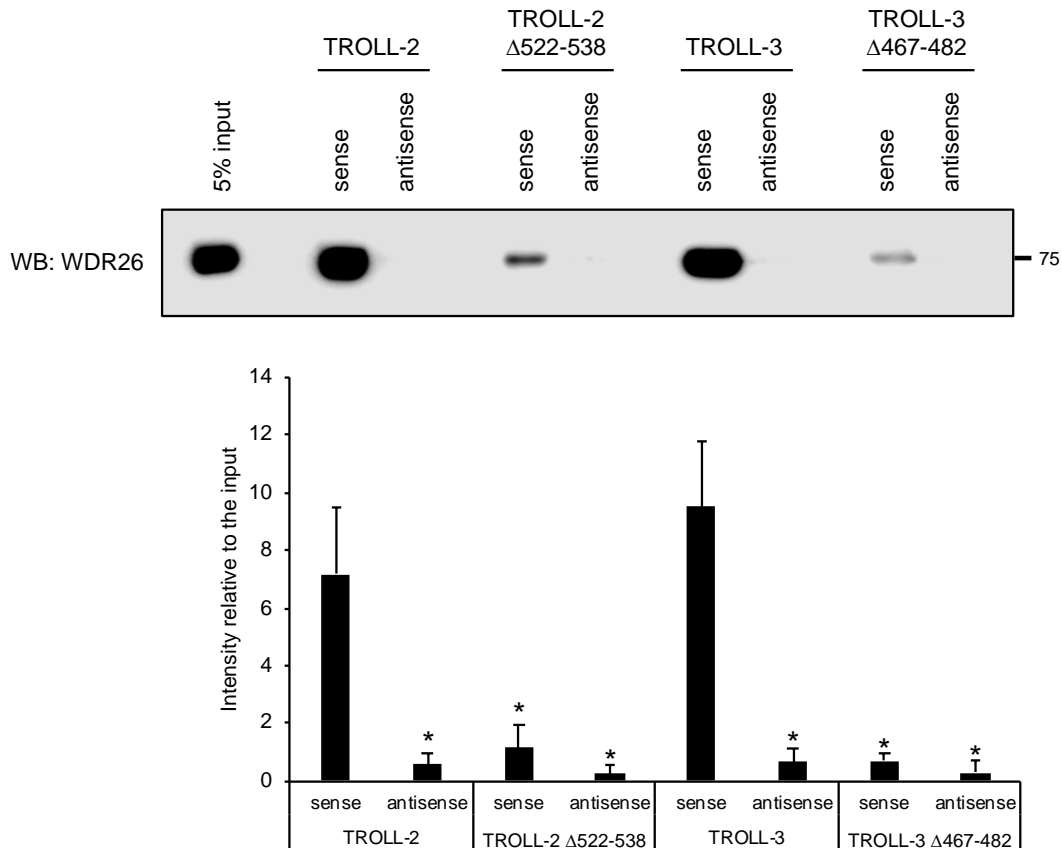 TROLL-2 TROLL-2 Δ522-538 TROLL-3 TROLL-3 Δ467-482
5% input sense antisense sense antisense sense antisense sense antisense
WB: WDR26 75
Intensity relative to the input
14
12
10
8
6
4
2
0
* * * * * *
sense antisense sense antisense sense antisense sense antisense
TROLL-2 TROLL-2 Δ522-538 TROLL-3 TROLL-3 Δ467-482